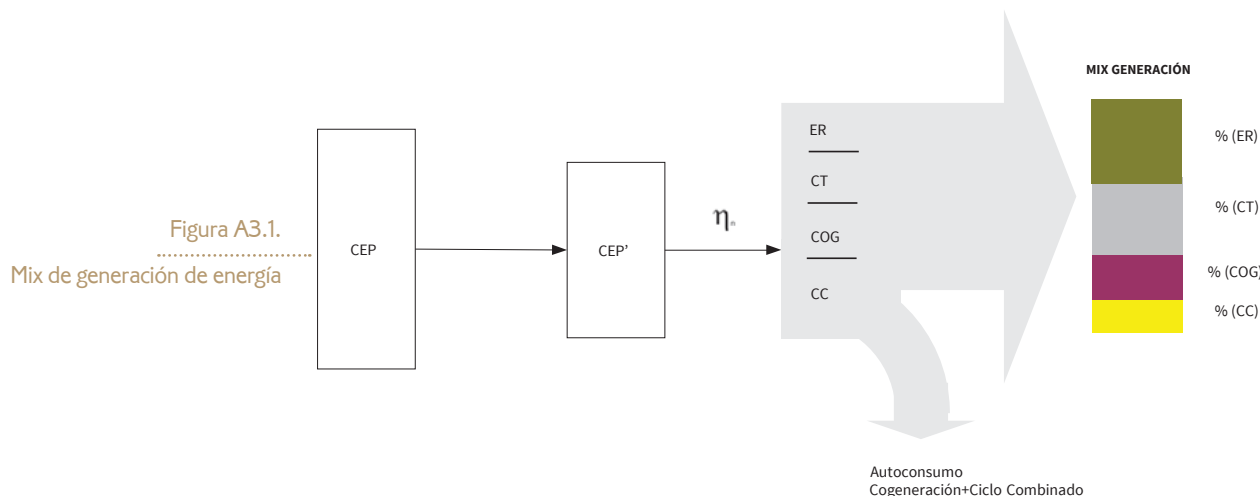 Figura A3.1.
Mix de generación de energía
CEP
CEP’
η
ER
CT
COG
CC
Autoconsumo
Cogeneración+Ciclo Combinado
MIX GENERACIÓN
% (ER)
% (CT)
% (COG)
% (CC)